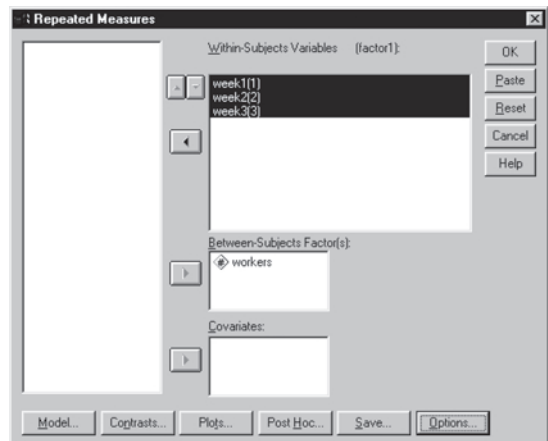 Repeated Measures
Within-Subjects Variables (factor1):
week1(1)
week2(2)
week3(3)
OK
Paste
Reset
Cancel
Help
Between-Subjects Factor(s):
# workers
Covariates:
Model... Contrasts... Plots... Post Hoc... Save... Options...